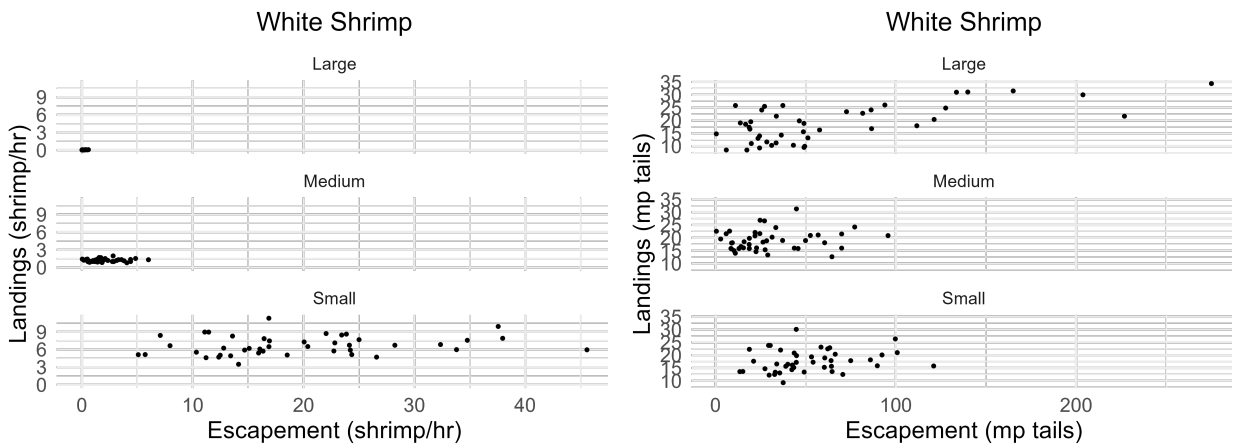 White Shrimp
Large
9
6
3
0
Medium
9
6
3
0
Small
9
6
3
0
Landings (shrimp/hr)
0 10 20 30 40
Escapement (shrimp/hr)
White Shrimp
Large
35
30
25
20
15
10
Medium
35
30
25
20
15
10
Small
35
30
25
20
15
10
Landings (mp tails)
0 100 200
Escapement (mp tails)